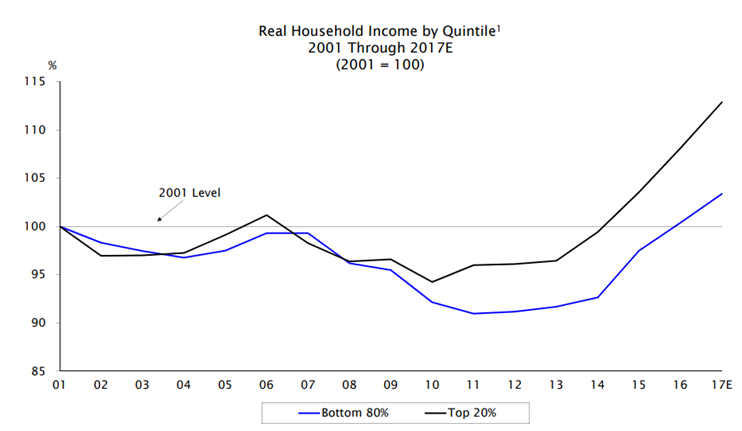 Real Household Income by Quintile¹
2001 Through 2017E
(2001 = 100)
%
115
110
105
2001 Level
100
95
90
85
01 02 03 04 05 06 07 08 09 10 11 12 13 14 15 16 17E
Bottom 80% Top 20%